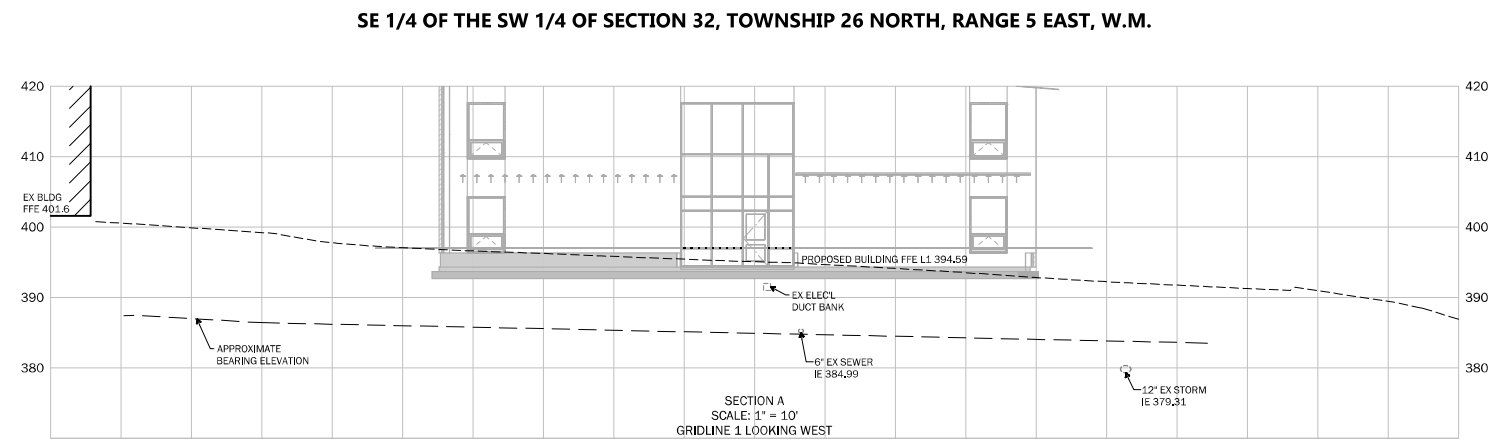 SE 1/4 OF THE SW 1/4 OF SECTION 32, TOWNSHIP 26 NORTH, RANGE 5 EAST, W.M.
420
420
410
410
EX BLDG
FFE 401.6
400
400
PROPOSED BUILDING FFE L1 394.59
390
390
EX ELEC'L
DUCT BANK
APPROXIMATE
BEARING ELEVATION
380
380
6" EX SEWER
IE 384.99
12" EX STORM
IE 379.31
SECTION A
SCALE: 1" = 10'
GRIDLINE 1 LOOKING WEST